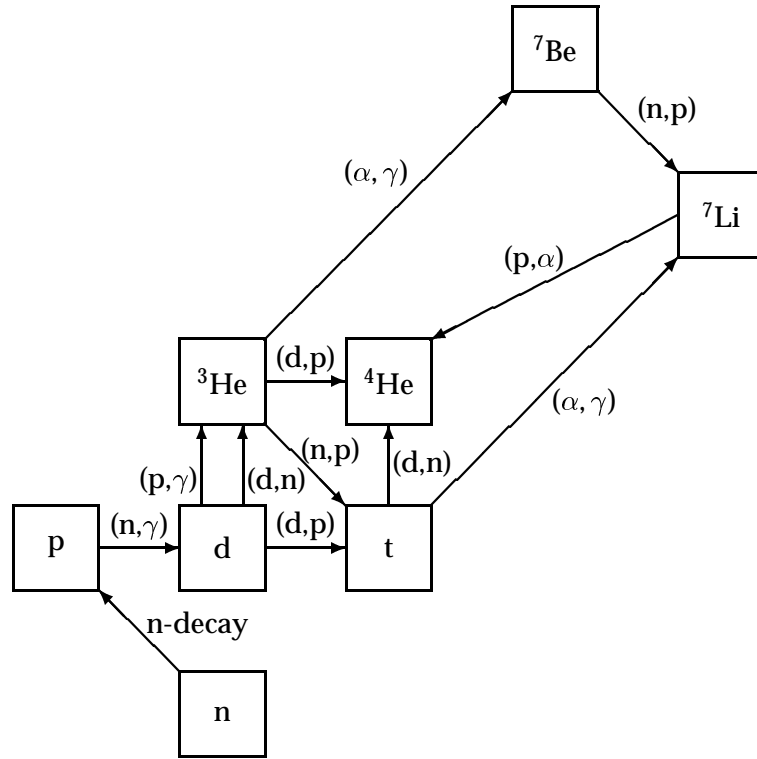 ⁷Be
(n,p)
(α, γ)
⁷Li
(p,α)
³He
(d,p)
⁴He
(α, γ)
(n,p)
(p,γ)
(d,n)
(d,n)
p
(n,γ)
d
(d,p)
t
n-decay
n